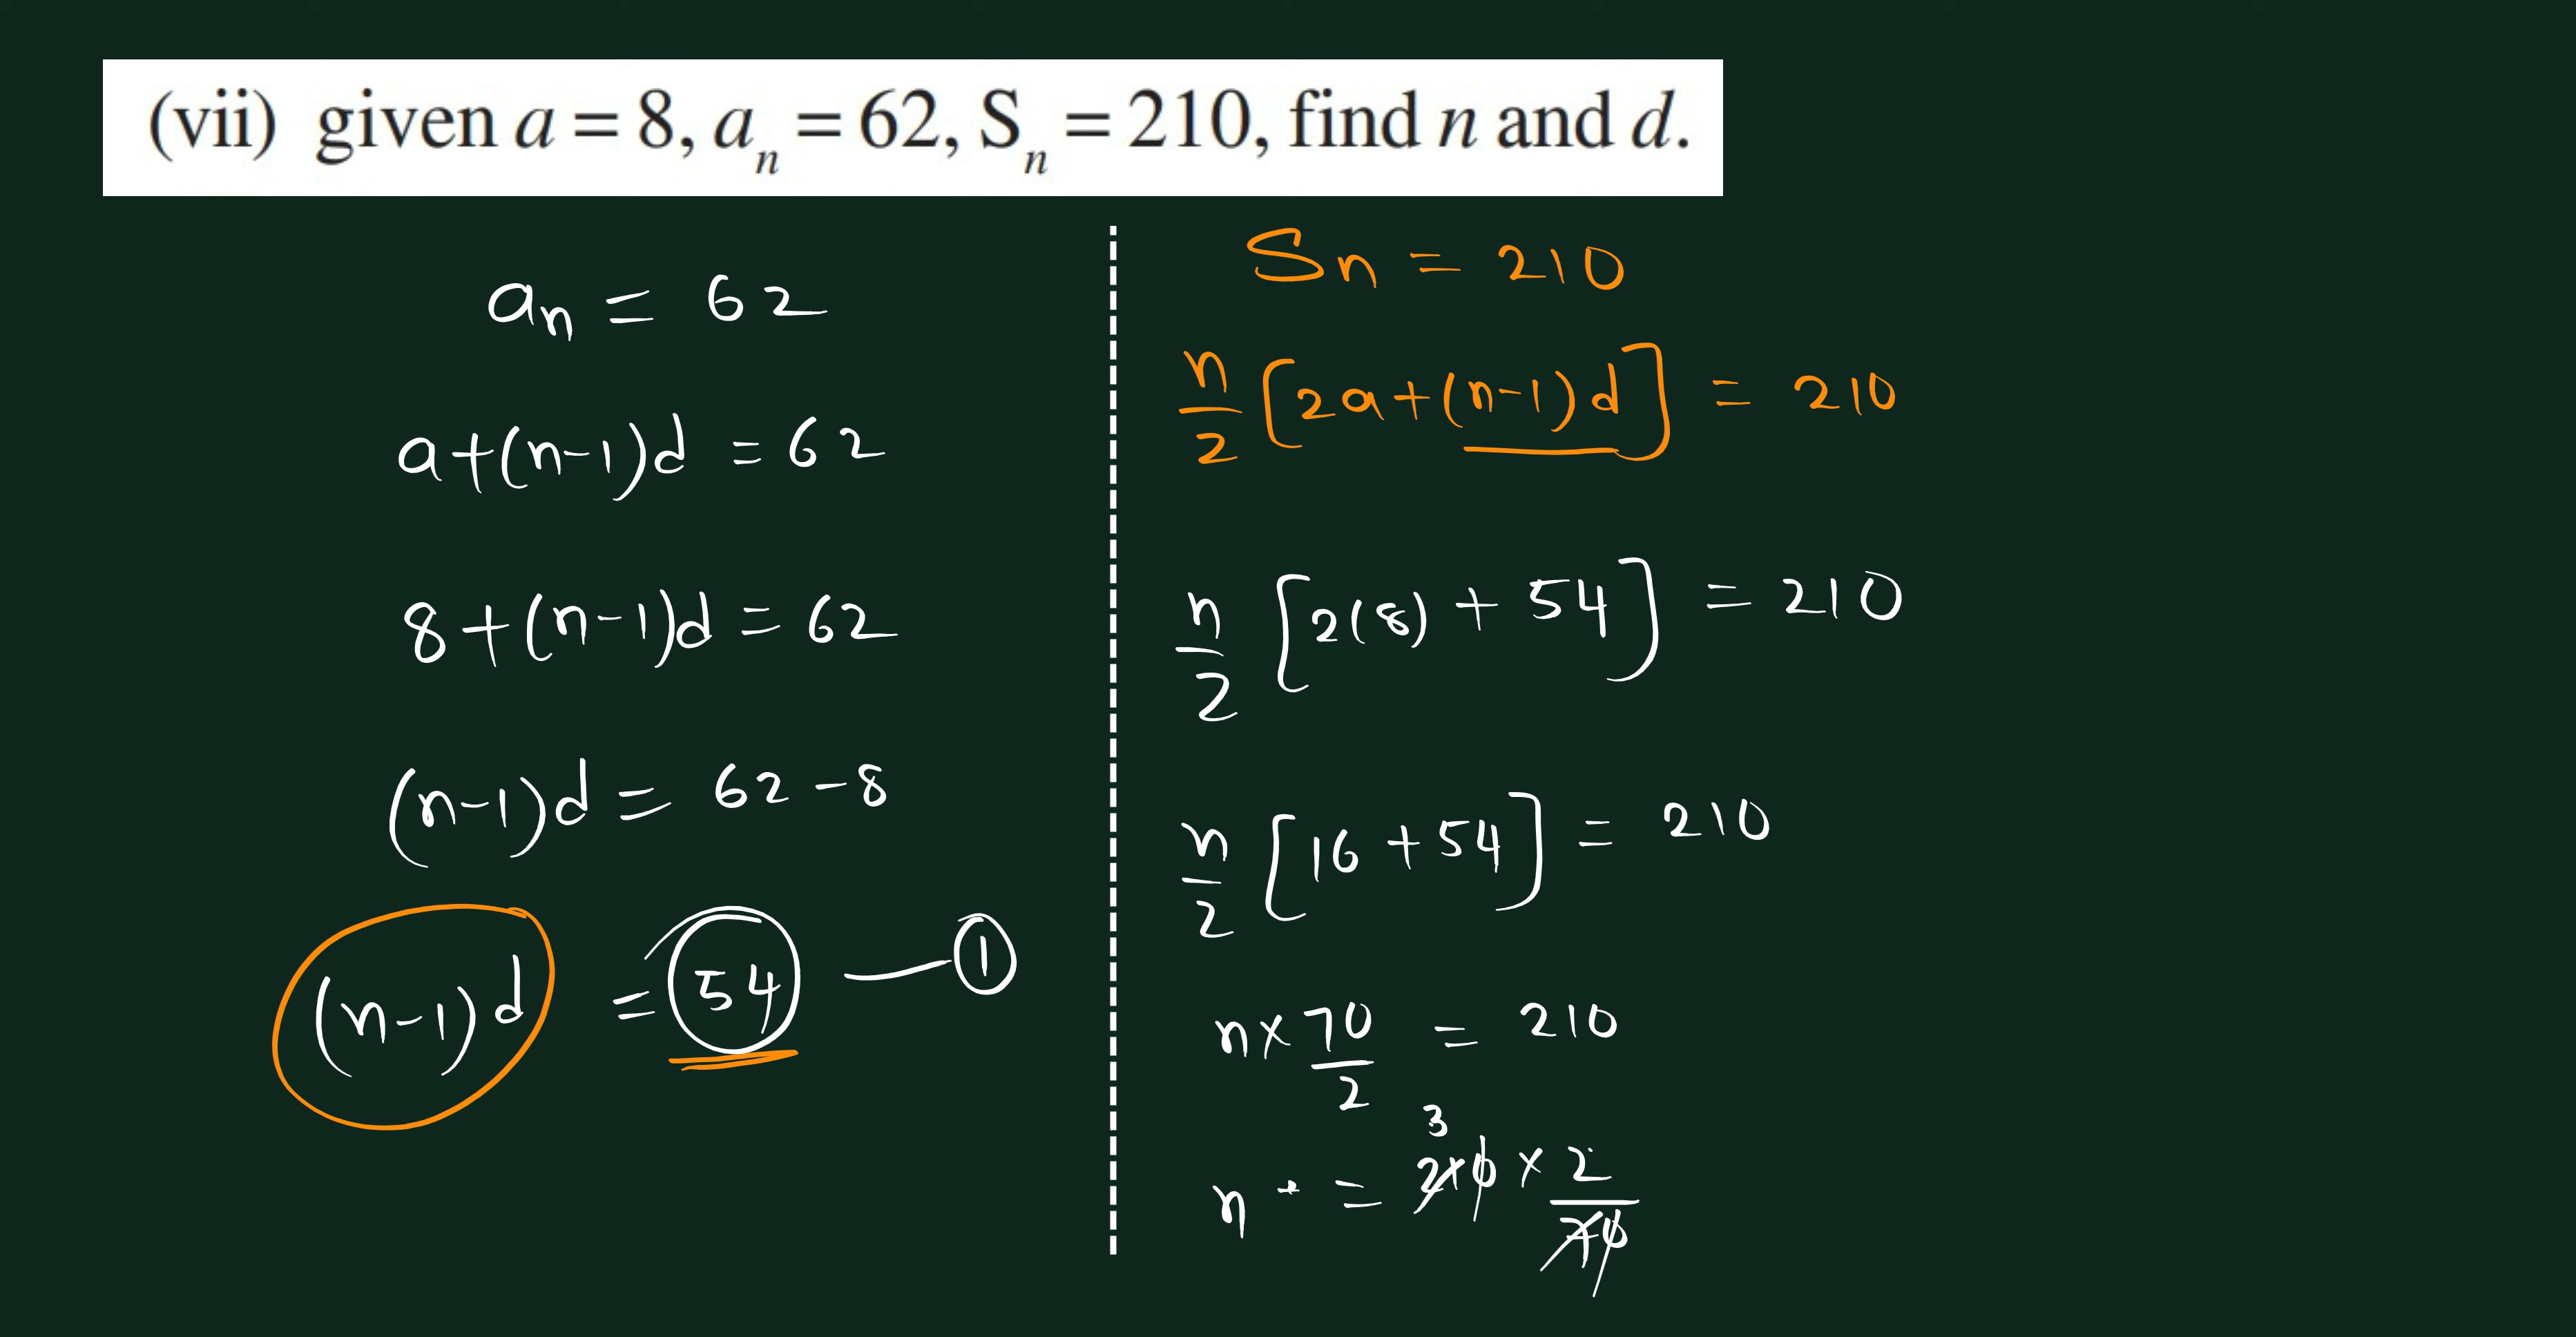 (vii) given a = 8, aₙ = 62, Sₙ = 210, find n and d.
aₙ = 62
a+(n-1)d = 62
8+(n-1)d = 62
(n-1)d = 62 - 8
(n-1)d = 54 — ①
Sn = 210
n/2 [2a+(n-1)d] = 210
n/2 [2(8) + 54] = 210
n/2 [16 + 54] = 210
n × 70/2 = 210
3
n = 210 × 2/70